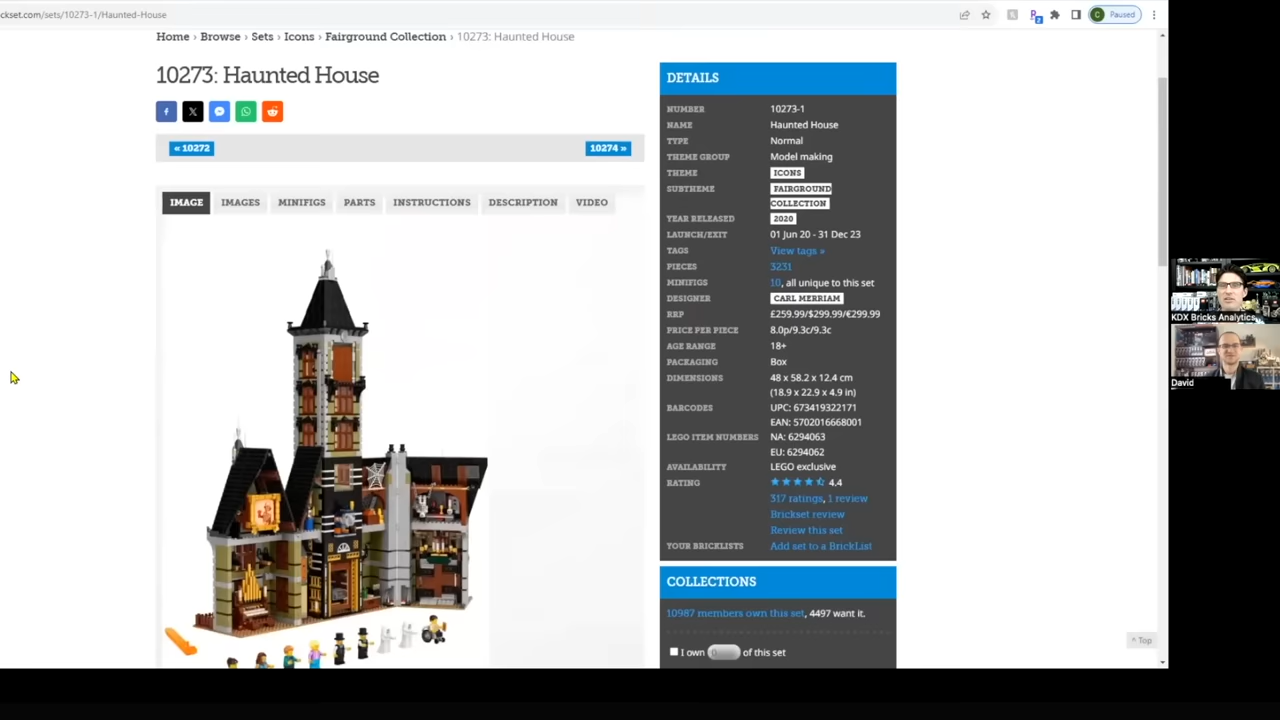 ckset.com/sets/10273-1/Haunted-House
Paused
Home › Browse › Sets › Icons › Fairground Collection › 10273: Haunted House
10273: Haunted House
« 10272
10274 »
IMAGE
IMAGES
MINIFIGS
PARTS
INSTRUCTIONS
DESCRIPTION
VIDEO
DETAILS
NUMBER 10273-1
NAME Haunted House
TYPE Normal
THEME GROUP Model making
THEME ICONS
SUBTHEME FAIRGROUND
COLLECTION
YEAR RELEASED 2020
LAUNCH/EXIT 01 Jun 20 - 31 Dec 23
TAGS View tags »
PIECES 3231
MINIFIGS 10, all unique to this set
DESIGNER CARL MERRIAM
RRP £259.99/$299.99/€299.99
PRICE PER PIECE 8.0p/9.3c/9.3c
AGE RANGE 18+
PACKAGING Box
DIMENSIONS 48 x 58.2 x 12.4 cm
(18.9 x 22.9 x 4.9 in)
BARCODES UPC: 673419322171
EAN: 5702016668001
LEGO ITEM NUMBERS NA: 6294063
EU: 6294062
AVAILABILITY LEGO exclusive
RATING 4.4
317 ratings, 1 review
Brickset review
Review this set
YOUR BRICKLISTS Add set to a BrickList
COLLECTIONS
10987 members own this set, 4497 want it.
I own of this set
^ Top
KDX Bricks Analytics
David